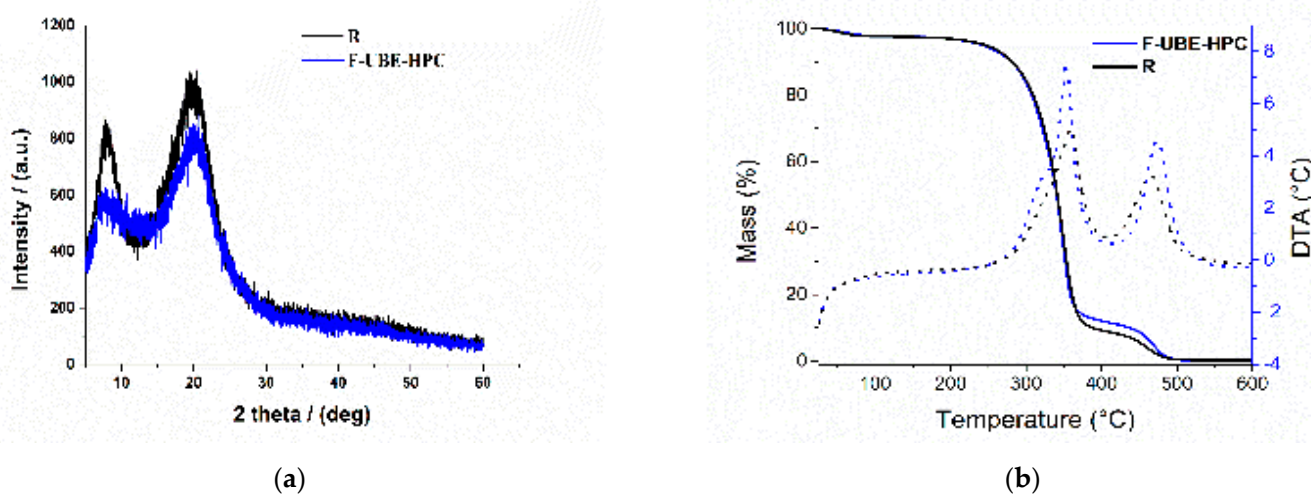 1200
1000
800
600
400
200
0
10
20
30
40
50
60
Intensity / (a.u.)
2 theta / (deg)
R
F-UBE-HPC
(a)
100
80
60
40
20
0
100
200
300
400
500
600
8
6
4
2
0
-2
-4
Mass (%)
Temperature (°C)
DTA (°C)
F-UBE-HPC
R
(b)